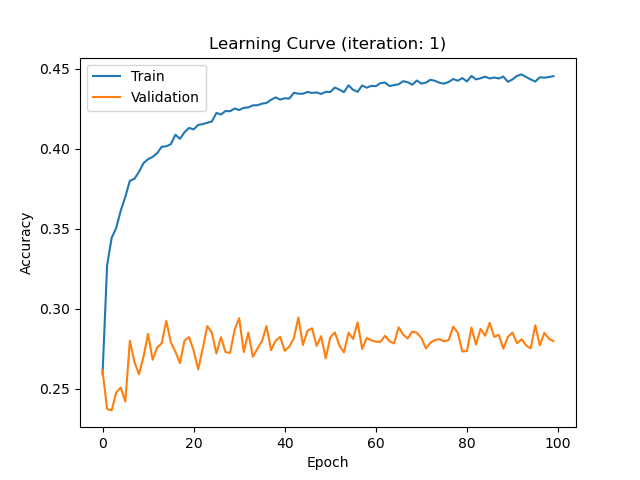 Learning Curve (iteration: 1)
Train
Validation
Accuracy
0.45
0.40
0.35
0.30
0.25
0 20 40 60 80 100
Epoch